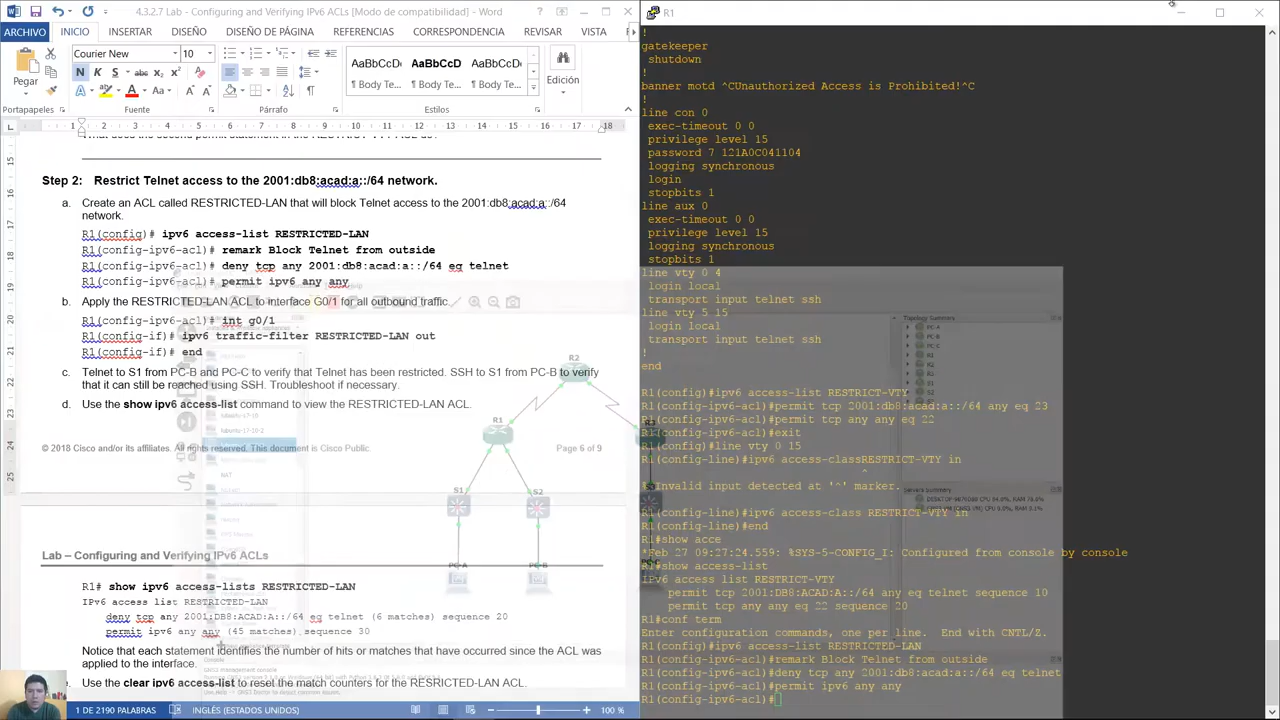 4.3.2.7 Lab - Configuring and Verifying IPv6 ACLs [Modo de compatibilidad] - Word
ARCHIVO INICIO INSERTAR DISEÑO DISEÑO DE PÁGINA REFERENCIAS CORRESPONDENCIA REVISAR VISTA
Courier New 10
Pegar
AaBbCcD AaBbCcD AaBbCcD
¶ Body Tex... ¶ Body Tex... ¶ Body Tex...
Edición
Portapapeles Fuente Párrafo Estilos
Step 2: Restrict Telnet access to the 2001:db8:acad:a::/64 network.
a. Create an ACL called RESTRICTED-LAN that will block Telnet access to the 2001:db8:acad:a::/64
network.
R1(config)# ipv6 access-list RESTRICTED-LAN
R1(config-ipv6-acl)# remark Block Telnet from outside
R1(config-ipv6-acl)# deny tcp any 2001:db8:acad:a::/64 eq telnet
R1(config-ipv6-acl)# permit ipv6 any any
b. Apply the RESTRICTED-LAN ACL to interface G0/1 for all outbound traffic.
R1(config-ipv6-acl)# int g0/1
R1(config-if)# ipv6 traffic-filter RESTRICTED-LAN out
R1(config-if)# end
c. Telnet to S1 from PC-B and PC-C to verify that Telnet has been restricted. SSH to S1 from PC-B to verify
that it can still be reached using SSH. Troubleshoot if necessary.
d. Use the show ipv6 access-list command to view the RESTRICTED-LAN ACL.
© 2018 Cisco and/or its affiliates. All rights reserved. This document is Cisco Public. Page 6 of 9
Lab – Configuring and Verifying IPv6 ACLs
R1# show ipv6 access-lists RESTRICTED-LAN
IPv6 access list RESTRICTED-LAN
deny tcp any 2001:DB8:ACAD:A::/64 eq telnet (6 matches) sequence 20
permit ipv6 any any (45 matches) sequence 30
Notice each statement identifies the number of hits or matches that have occurred since the ACL was
applied to the interface.
Use the clear ipv6 access-list to reset the match counters for the RESRICTED-LAN ACL.
1 DE 2190 PALABRAS INGLÉS (ESTADOS UNIDOS) 100 %
R1
R2
S1
S2
PC-A
PC-B
R1
!
gatekeeper
shutdown
!
banner motd ^CUnauthorized Access is Prohibited!^C
!
line con 0
exec-timeout 0 0
privilege level 15
password 7 121A0C041104
logging synchronous
login
stopbits 1
line aux 0
exec-timeout 0 0
privilege level 15
logging synchronous
stopbits 1
line vty 0 4
login local
transport input telnet ssh
line vty 5 15
login local
transport input telnet ssh
!
end
R1(config)#ipv6 access-list RESTRICT-VTY
R1(config-ipv6-acl)#permit tcp 2001:db8:acad:a::/64 any eq 23
R1(config-ipv6-acl)#permit tcp any any eq 22
R1(config-ipv6-acl)#exit
R1(config)#line vty 0 15
R1(config-line)#ipv6 access-classRESTRICT-VTY in
^
% Invalid input detected at '^' marker.
R1(config-line)#ipv6 access-class RESTRICT-VTY in
R1(config-line)#end
R1#show acce
*Feb 27 09:27:24.559: %SYS-5-CONFIG_I: Configured from console by console
R1#show access-list
IPv6 access list RESTRICT-VTY
permit tcp 2001:DB8:ACAD:A::/64 any eq telnet sequence 10
permit tcp any any eq 22 sequence 20
R1#conf term
Enter configuration commands, one per line. End with CNTL/Z.
R1(config)#ipv6 access-list RESTRICTED-LAN
R1(config-ipv6-acl)#remark Block Telnet from outside
R1(config-ipv6-acl)#deny tcp any 2001:db8:acad:a::/64 eq telnet
R1(config-ipv6-acl)#permit ipv6 any any
R1(config-ipv6-acl)#
Topology Summary
PC-A
PC-B
PC-C
R1
Servers Summary